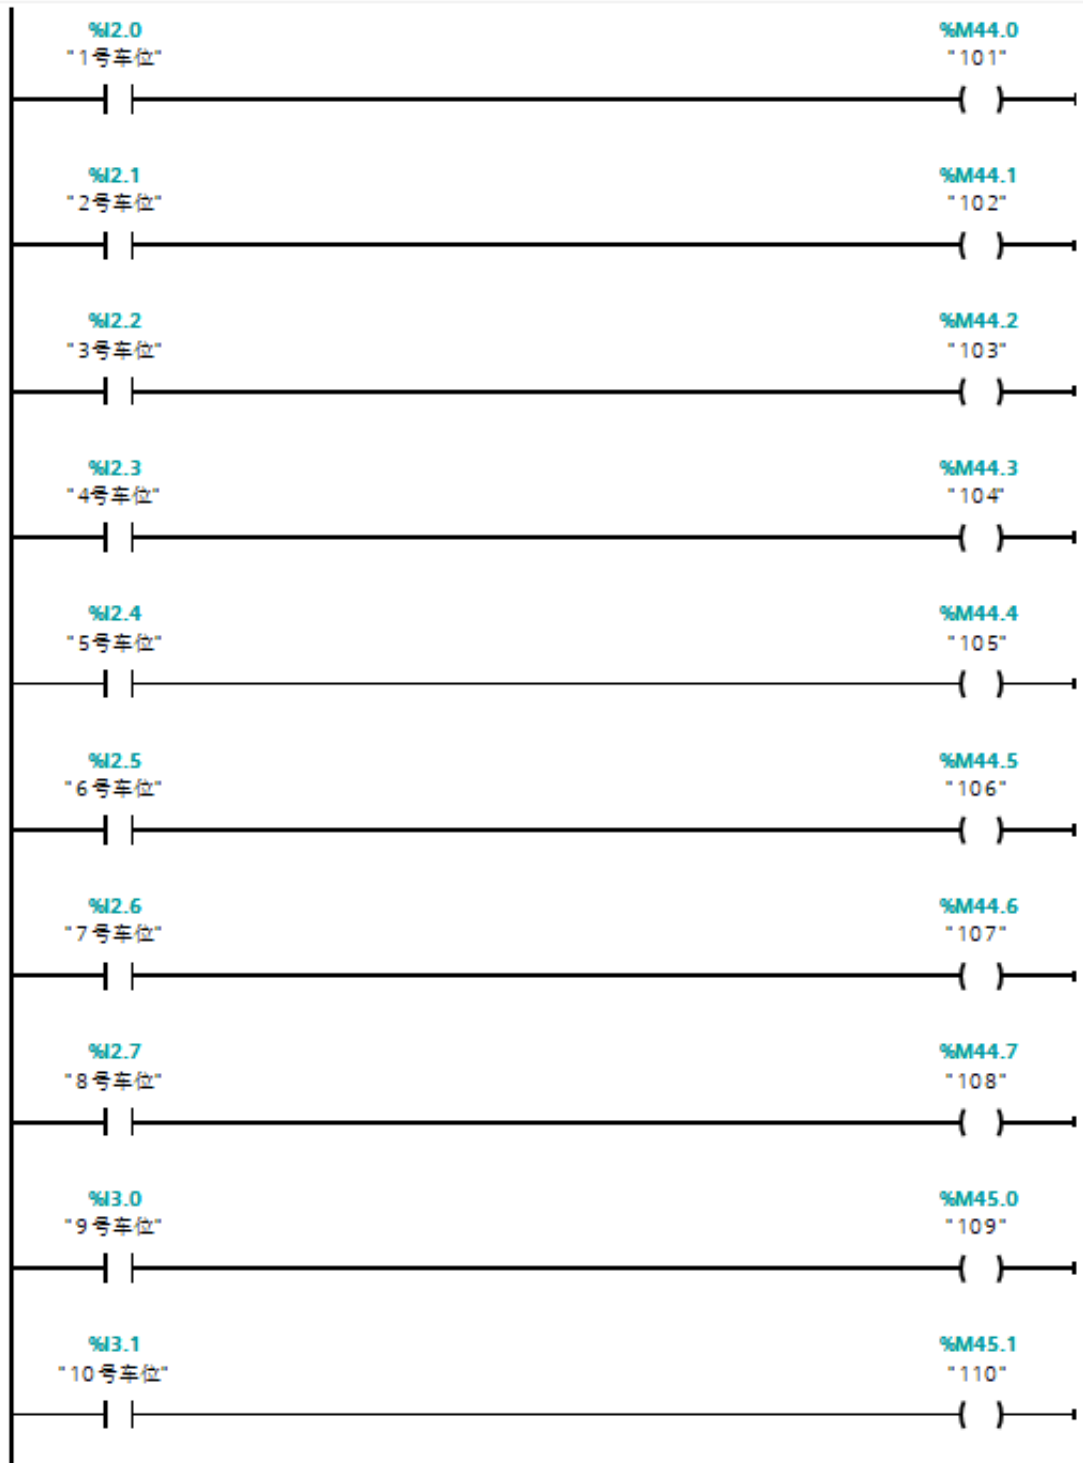 %I2.0 %M44.0
"1号车位" "101"
%I2.1 %M44.1
"2号车位" "102"
%I2.2 %M44.2
"3号车位" "103"
%I2.3 %M44.3
"4号车位" "104"
%I2.4 %M44.4
"5号车位" "105"
%I2.5 %M44.5
"6号车位" "106"
%I2.6 %M44.6
"7号车位" "107"
%I2.7 %M44.7
"8号车位" "108"
%I3.0 %M45.0
"9号车位" "109"
%I3.1 %M45.1
"10号车位" "110"